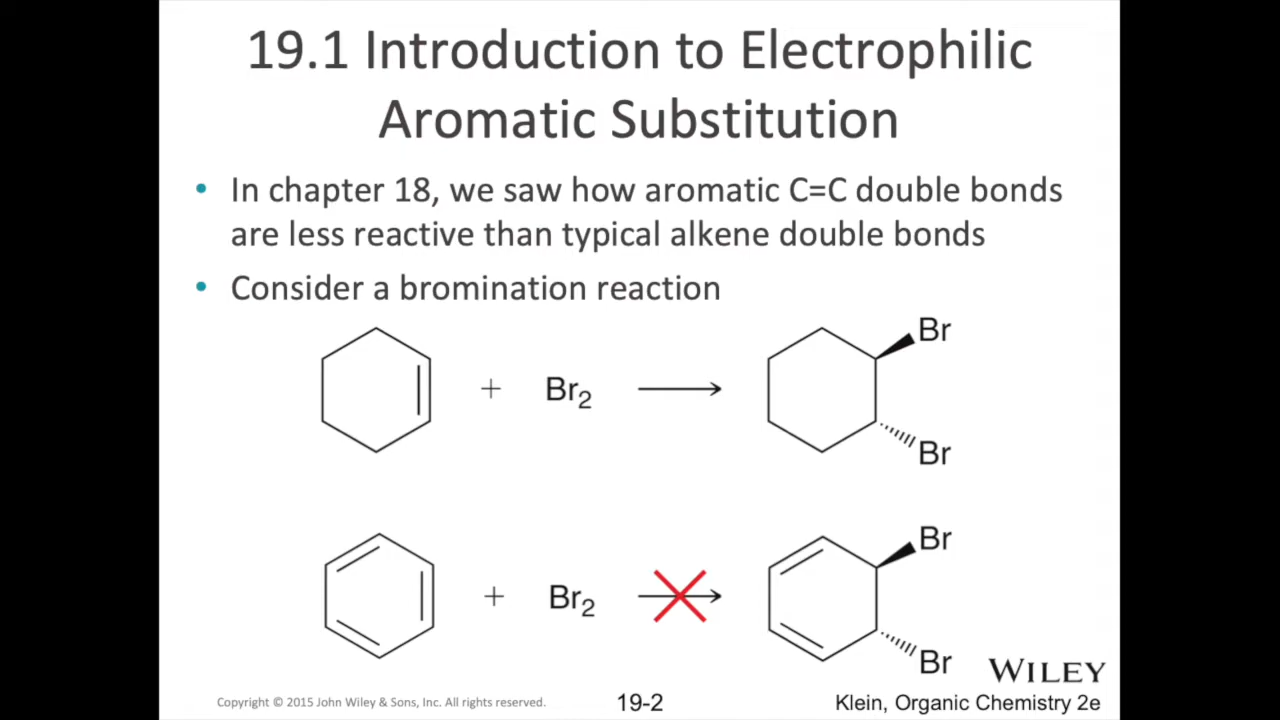 19.1 Introduction to Electrophilic
Aromatic Substitution
• In chapter 18, we saw how aromatic C=C double bonds
are less reactive than typical alkene double bonds
• Consider a bromination reaction
+ Br₂ Br
Br
+ Br₂ Br
Br
WILEY
Copyright © 2015 John Wiley & Sons, Inc. All rights reserved. 19-2 Klein, Organic Chemistry 2e